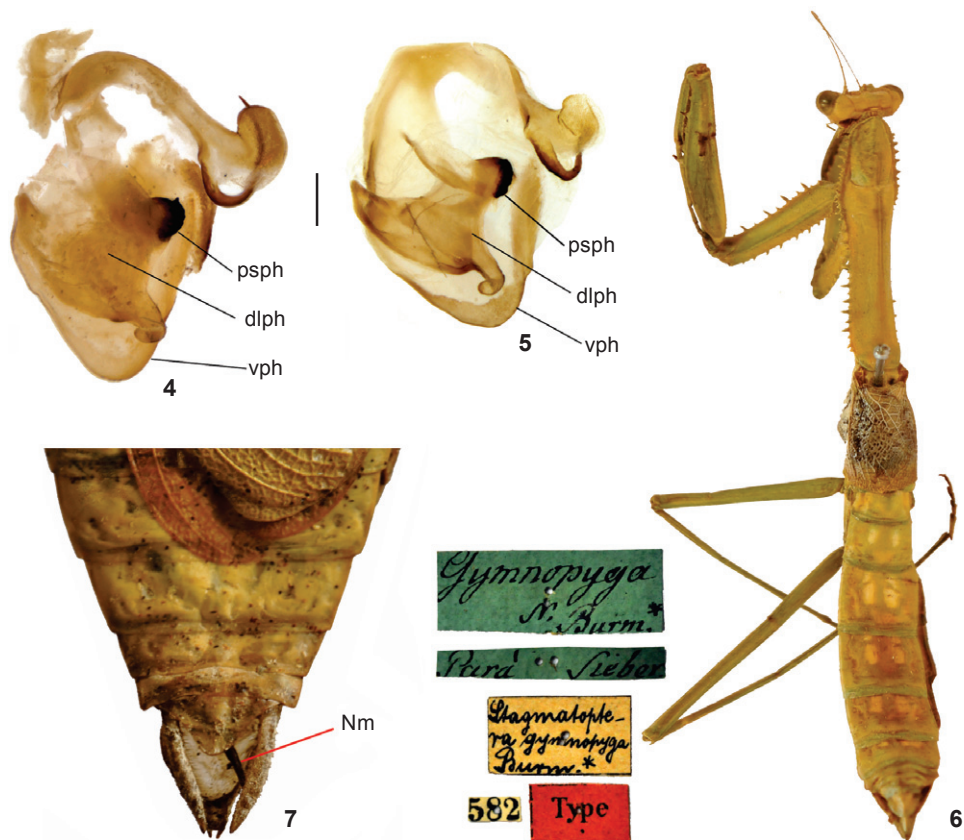 psph
dlph
vph
4
psph
dlph
vph
5
Nm
7
Gymnopyga
N. Burm.*
Pará Sieber
Stagmatopte-
ra gymnopyga
Burm.*
582
Type
6